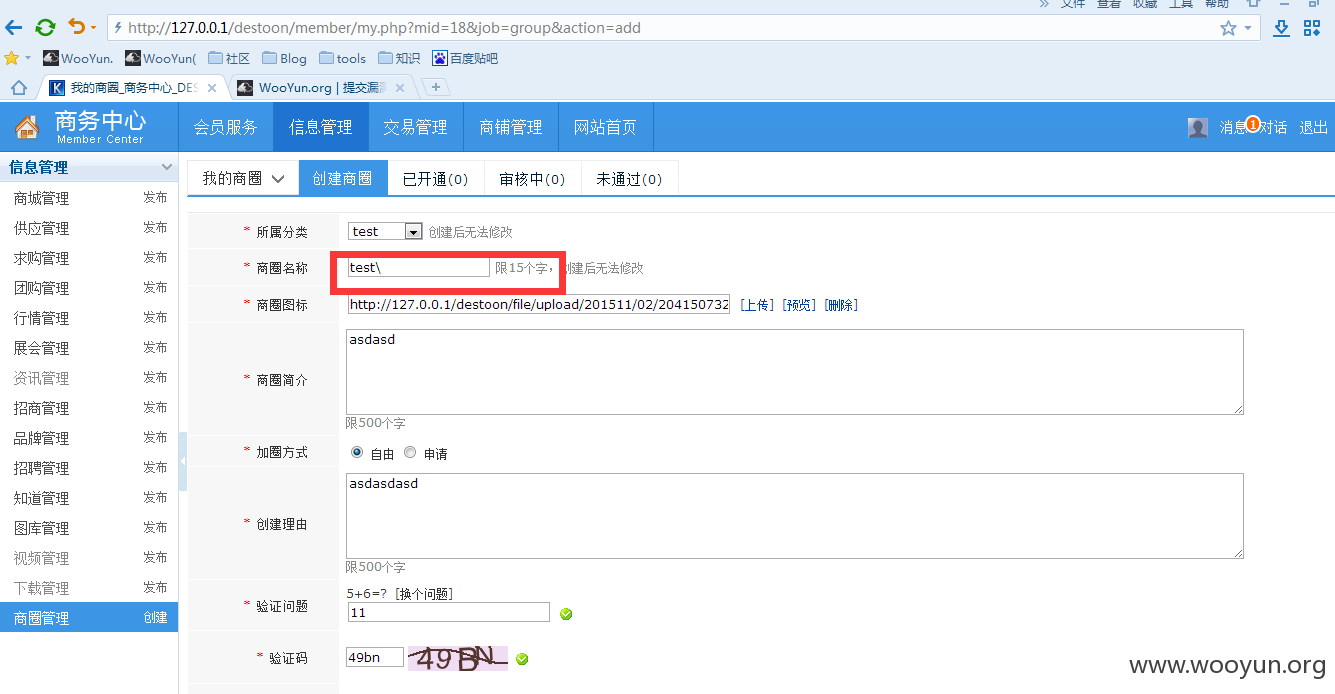 » 文件 查看 收藏 工具 帮助
http://127.0.0.1/destoon/member/my.php?mid=18&job=group&action=add
WooYun. WooYun( 社区 Blog tools 知识 百度贴吧
我的商圈_商务中心_DES WooYun.org | 提交漏
商务中心
Member Center
会员服务 信息管理 交易管理 商铺管理 网站首页 消息 1 对话 退出
信息管理
商城管理 发布
供应管理 发布
求购管理 发布
团购管理 发布
行情管理 发布
展会管理 发布
资讯管理 发布
招商管理 发布
品牌管理 发布
招聘管理 发布
知道管理 发布
图库管理 发布
视频管理 发布
下载管理 发布
商圈管理 创建
我的商圈 创建商圈 已开通(0) 审核中(0) 未通过(0)
* 所属分类 test 创建后无法修改
* 商圈名称 test\ 限15个字，创建后无法修改
* 商圈图标 http://127.0.0.1/destoon/file/upload/201511/02/204150732 [上传] [预览] [删除]
* 商圈简介 asdasd
限500个字
* 加圈方式 自由 申请
* 创建理由 asdasdasd
限500个字
* 验证问题 5+6=? [换个问题]
11
* 验证码 49bn 49BN
www.wooyun.org